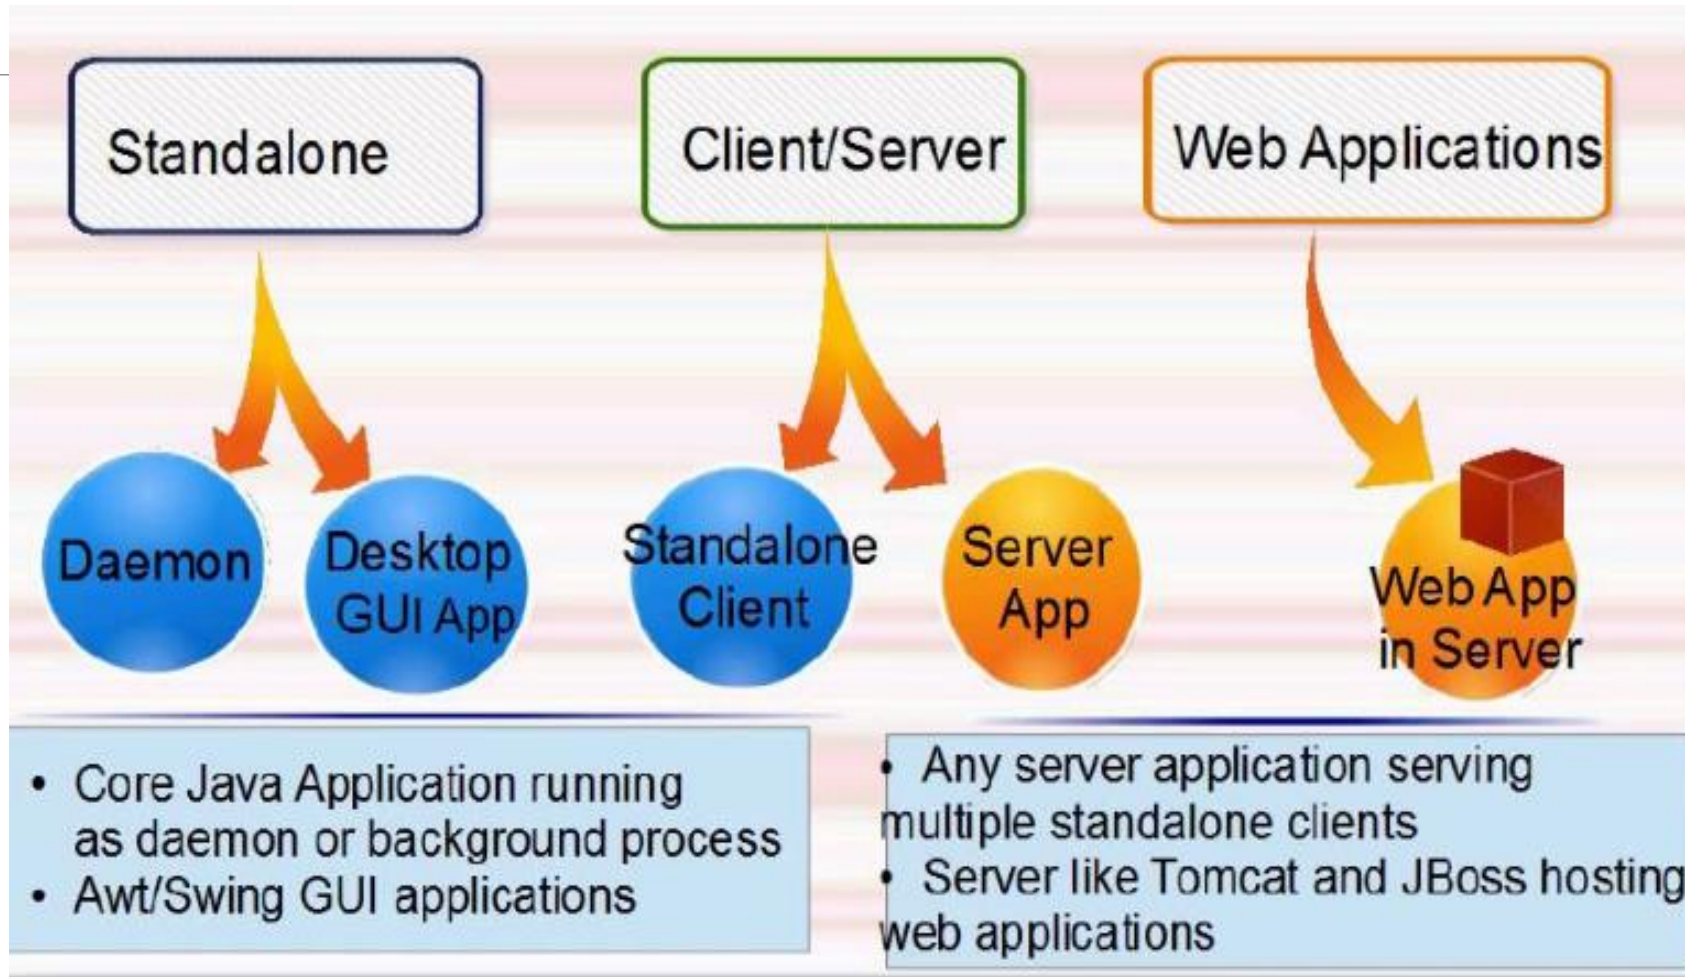 Standalone
Client/Server
Web Applications
Daemon
Desktop
GUI App
Standalone
Client
Server
App
Web App
in Server
• Core Java Application running
as daemon or background process
• Awt/Swing GUI applications
• Any server application serving
multiple standalone clients
• Server like Tomcat and JBoss hosting
web applications